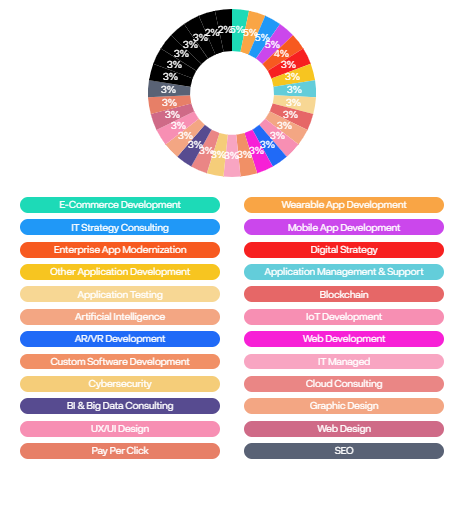 2% 5%
2% 5%
3% 5%
3% 5%
3% 4%
3% 3%
3% 3%
3% 3%
3% 3%
3% 3%
3% 3%
3% 3%
3% 3%
3% 3% 3% 3% 3%
E-Commerce Development
Wearable App Development
IT Strategy Consulting
Mobile App Development
Enterprise App Modernization
Digital Strategy
Other Application Development
Application Management & Support
Application Testing
Blockchain
Artificial Intelligence
IoT Development
AR/VR Development
Web Development
Custom Software Development
IT Managed
Cybersecurity
Cloud Consulting
BI & Big Data Consulting
Graphic Design
UX/UI Design
Web Design
Pay Per Click
SEO